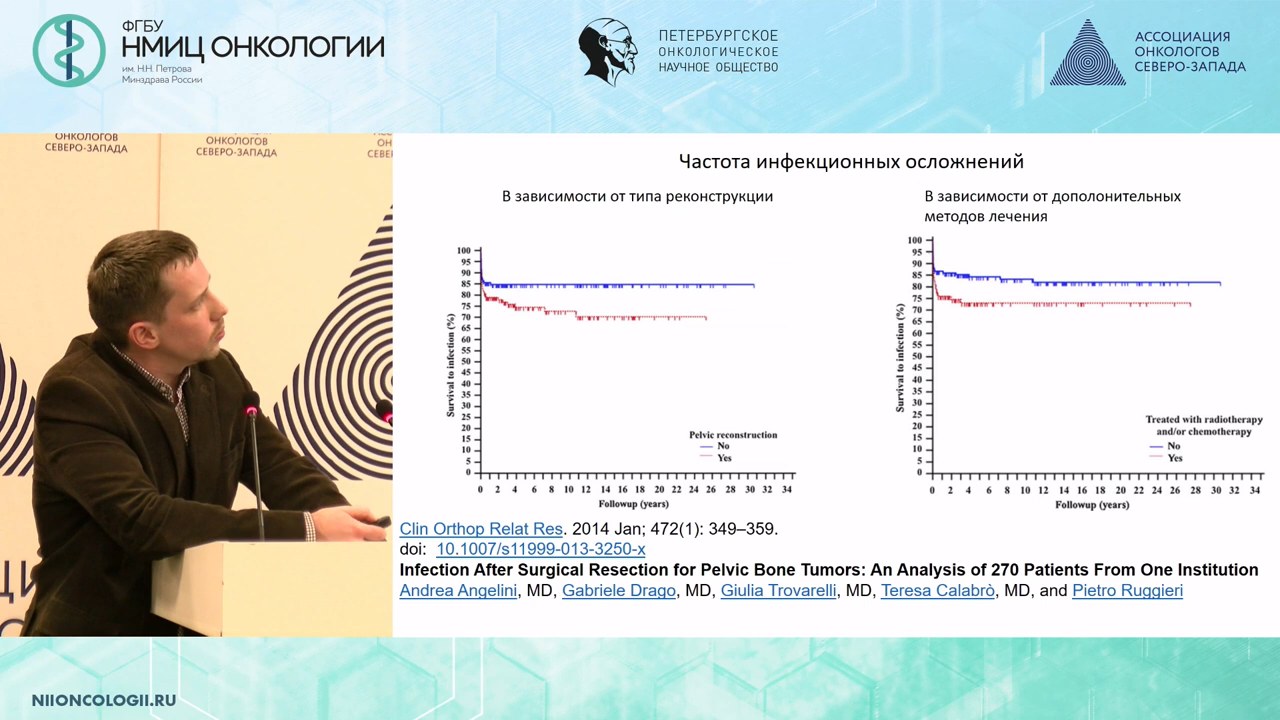 ФГБУ
НМИЦ ОНКОЛОГИИ
им. Н.Н. Петрова
Минздрава России
ПЕТЕРБУРГСКОЕ
ОНКОЛОГИЧЕСКОЕ
НАУЧНОЕ ОБЩЕСТВО
АССОЦИАЦИЯ
ОНКОЛОГОВ
СЕВЕРО-ЗАПАДА
ОНКОЛОГОВ
СЕВЕРО-ЗАПАДА
ОНКОЛОГОВ
СЕВЕРО-ЗАПАДА
Частота инфекционных осложнений
В зависимости от типа реконструкции
100
95
90
85
80
75
70
65
60
55
50
45
40
35
30
25
20
15
10
5
0
Survival to infection (%)
Pelvic reconstruction
No
Yes
0 2 4 6 8 10 12 14 16 18 20 22 24 26 28 30 32 34
Followup (years)
В зависимости от дополонительных
методов лечения
100
95
90
85
80
75
70
65
60
55
50
45
40
35
30
25
20
15
10
5
0
Survival to infection (%)
Treated with radiotherapy
and/or chemotherapy
No
Yes
0 2 4 6 8 10 12 14 16 18 20 22 24 26 28 30 32 34
Followup (years)
Clin Orthop Relat Res. 2014 Jan; 472(1): 349–359.
doi: 10.1007/s11999-013-3250-x
Infection After Surgical Resection for Pelvic Bone Tumors: An Analysis of 270 Patients From One Institution
Andrea Angelini, MD, Gabriele Drago, MD, Giulia Trovarelli, MD, Teresa Calabrò, MD, and Pietro Ruggieri
NIIONCOLOGII.RU